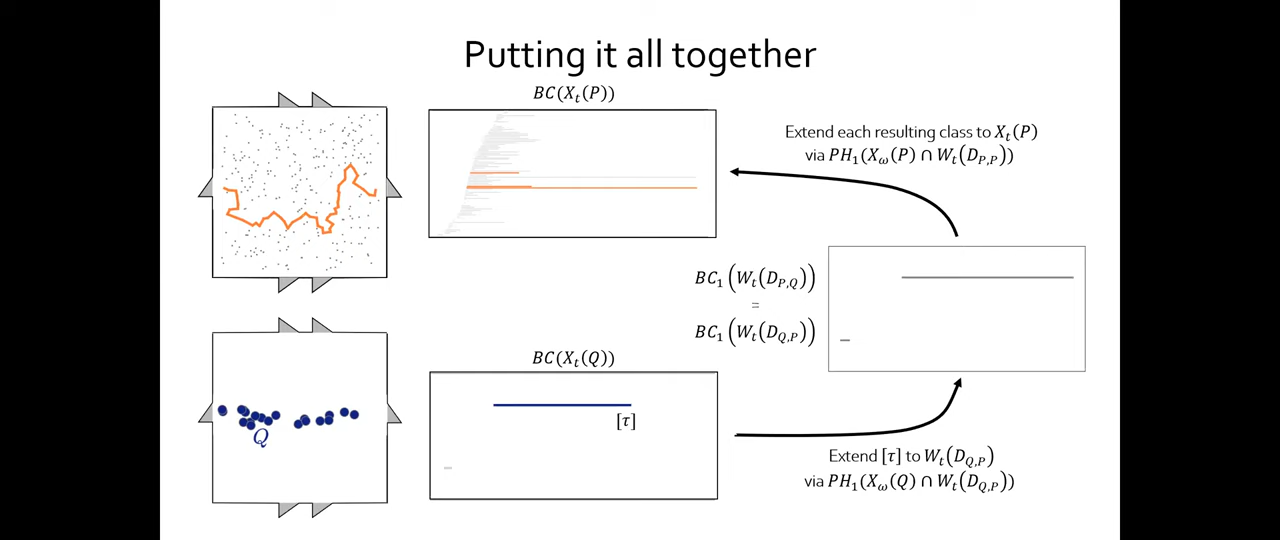 Putting it all together
BC(X_t(P))
Extend each resulting class to X_t(P)
via PH_1(X_ω(P) ∩ W_t(D_{P,P}))
BC_1(W_t(D_{P,Q}))
=
BC_1(W_t(D_{Q,P}))
BC(X_t(Q))
[τ]
Q
Extend [τ] to W_t(D_{Q,P})
via PH_1(X_ω(Q) ∩ W_t(D_{Q,P}))